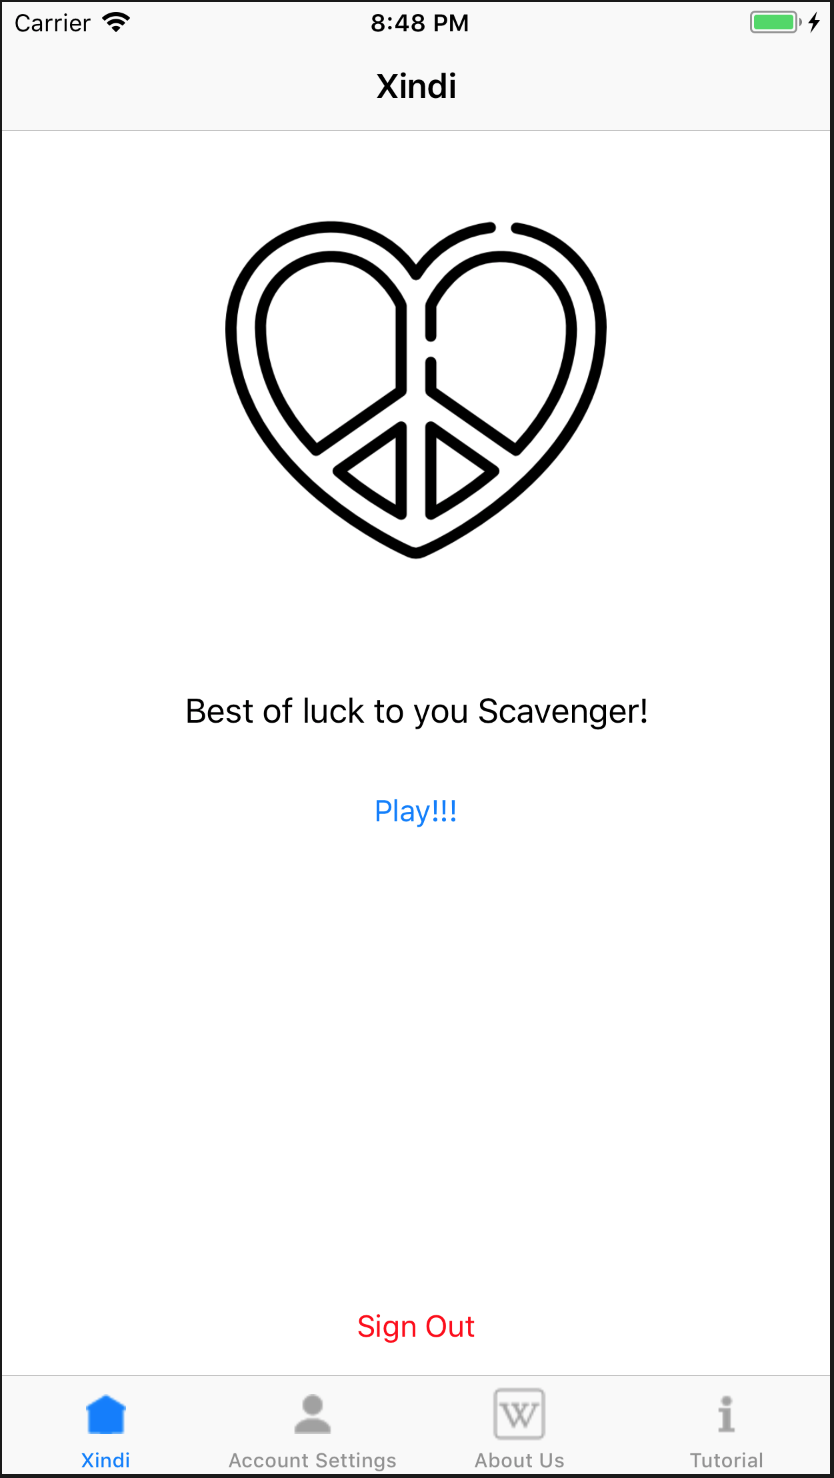 Carrier 8:48 PM
Xindi
Best of luck to you Scavenger!
Play!!!
Sign Out
W
Xindi Account Settings About Us Tutorial